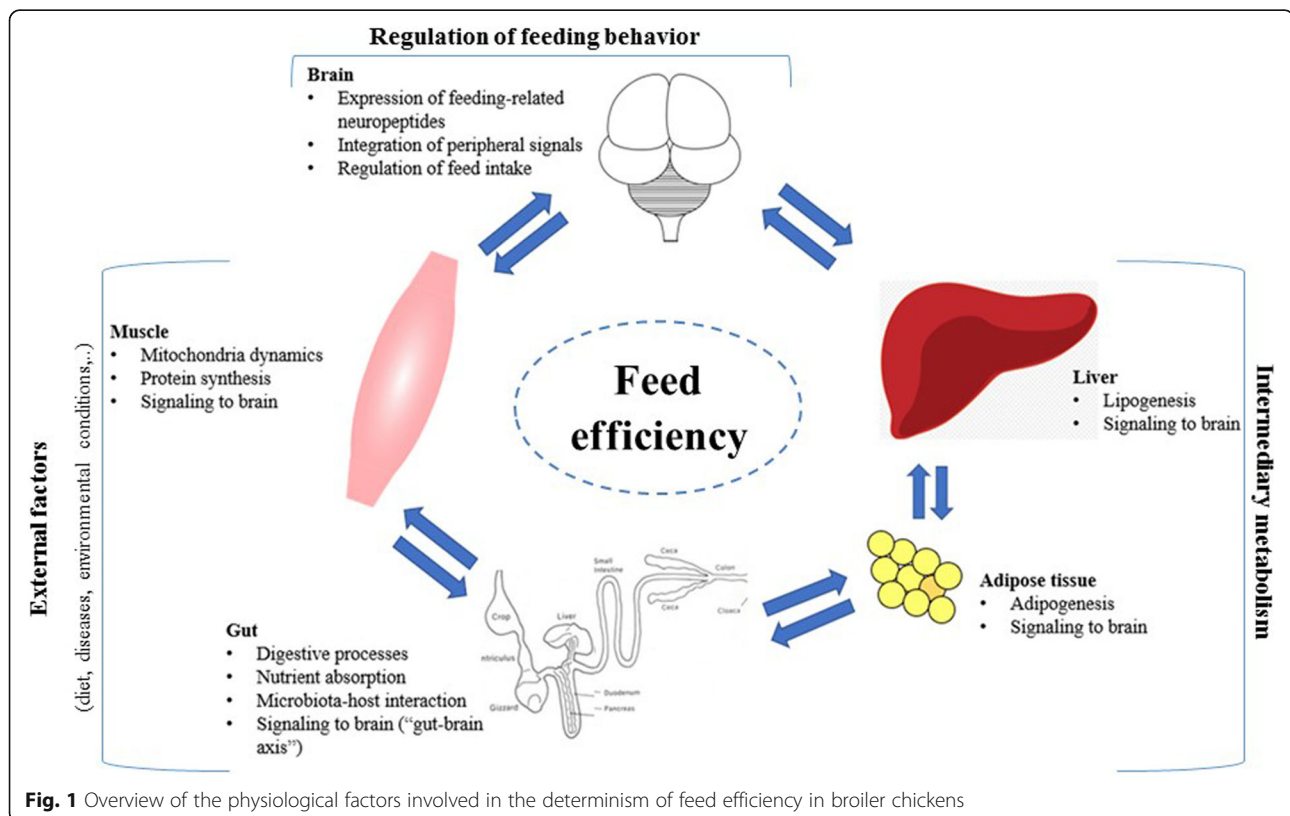 Regulation of feeding behavior
Brain
• Expression of feeding-related
neuropeptides
• Integration of peripheral signals
• Regulation of feed intake
External factors
(diet, diseases, environmental conditions,..)
Muscle
• Mitochondria dynamics
• Protein synthesis
• Signaling to brain
Feed
efficiency
Liver
• Lipogenesis
• Signaling to brain
Intermediary metabolism
Adipose tissue
• Adipogenesis
• Signaling to brain
Gut
• Digestive processes
• Nutrient absorption
• Microbiota-host interaction
• Signaling to brain (“gut-brain
axis”)
Crop
Liver
ntriculus
Gizzard
Small
Intestine
Duodenum
Pancreas
Ceca
Ceca
Colon
Cloaca
Fig. 1 Overview of the physiological factors involved in the determinism of feed efficiency in broiler chickens